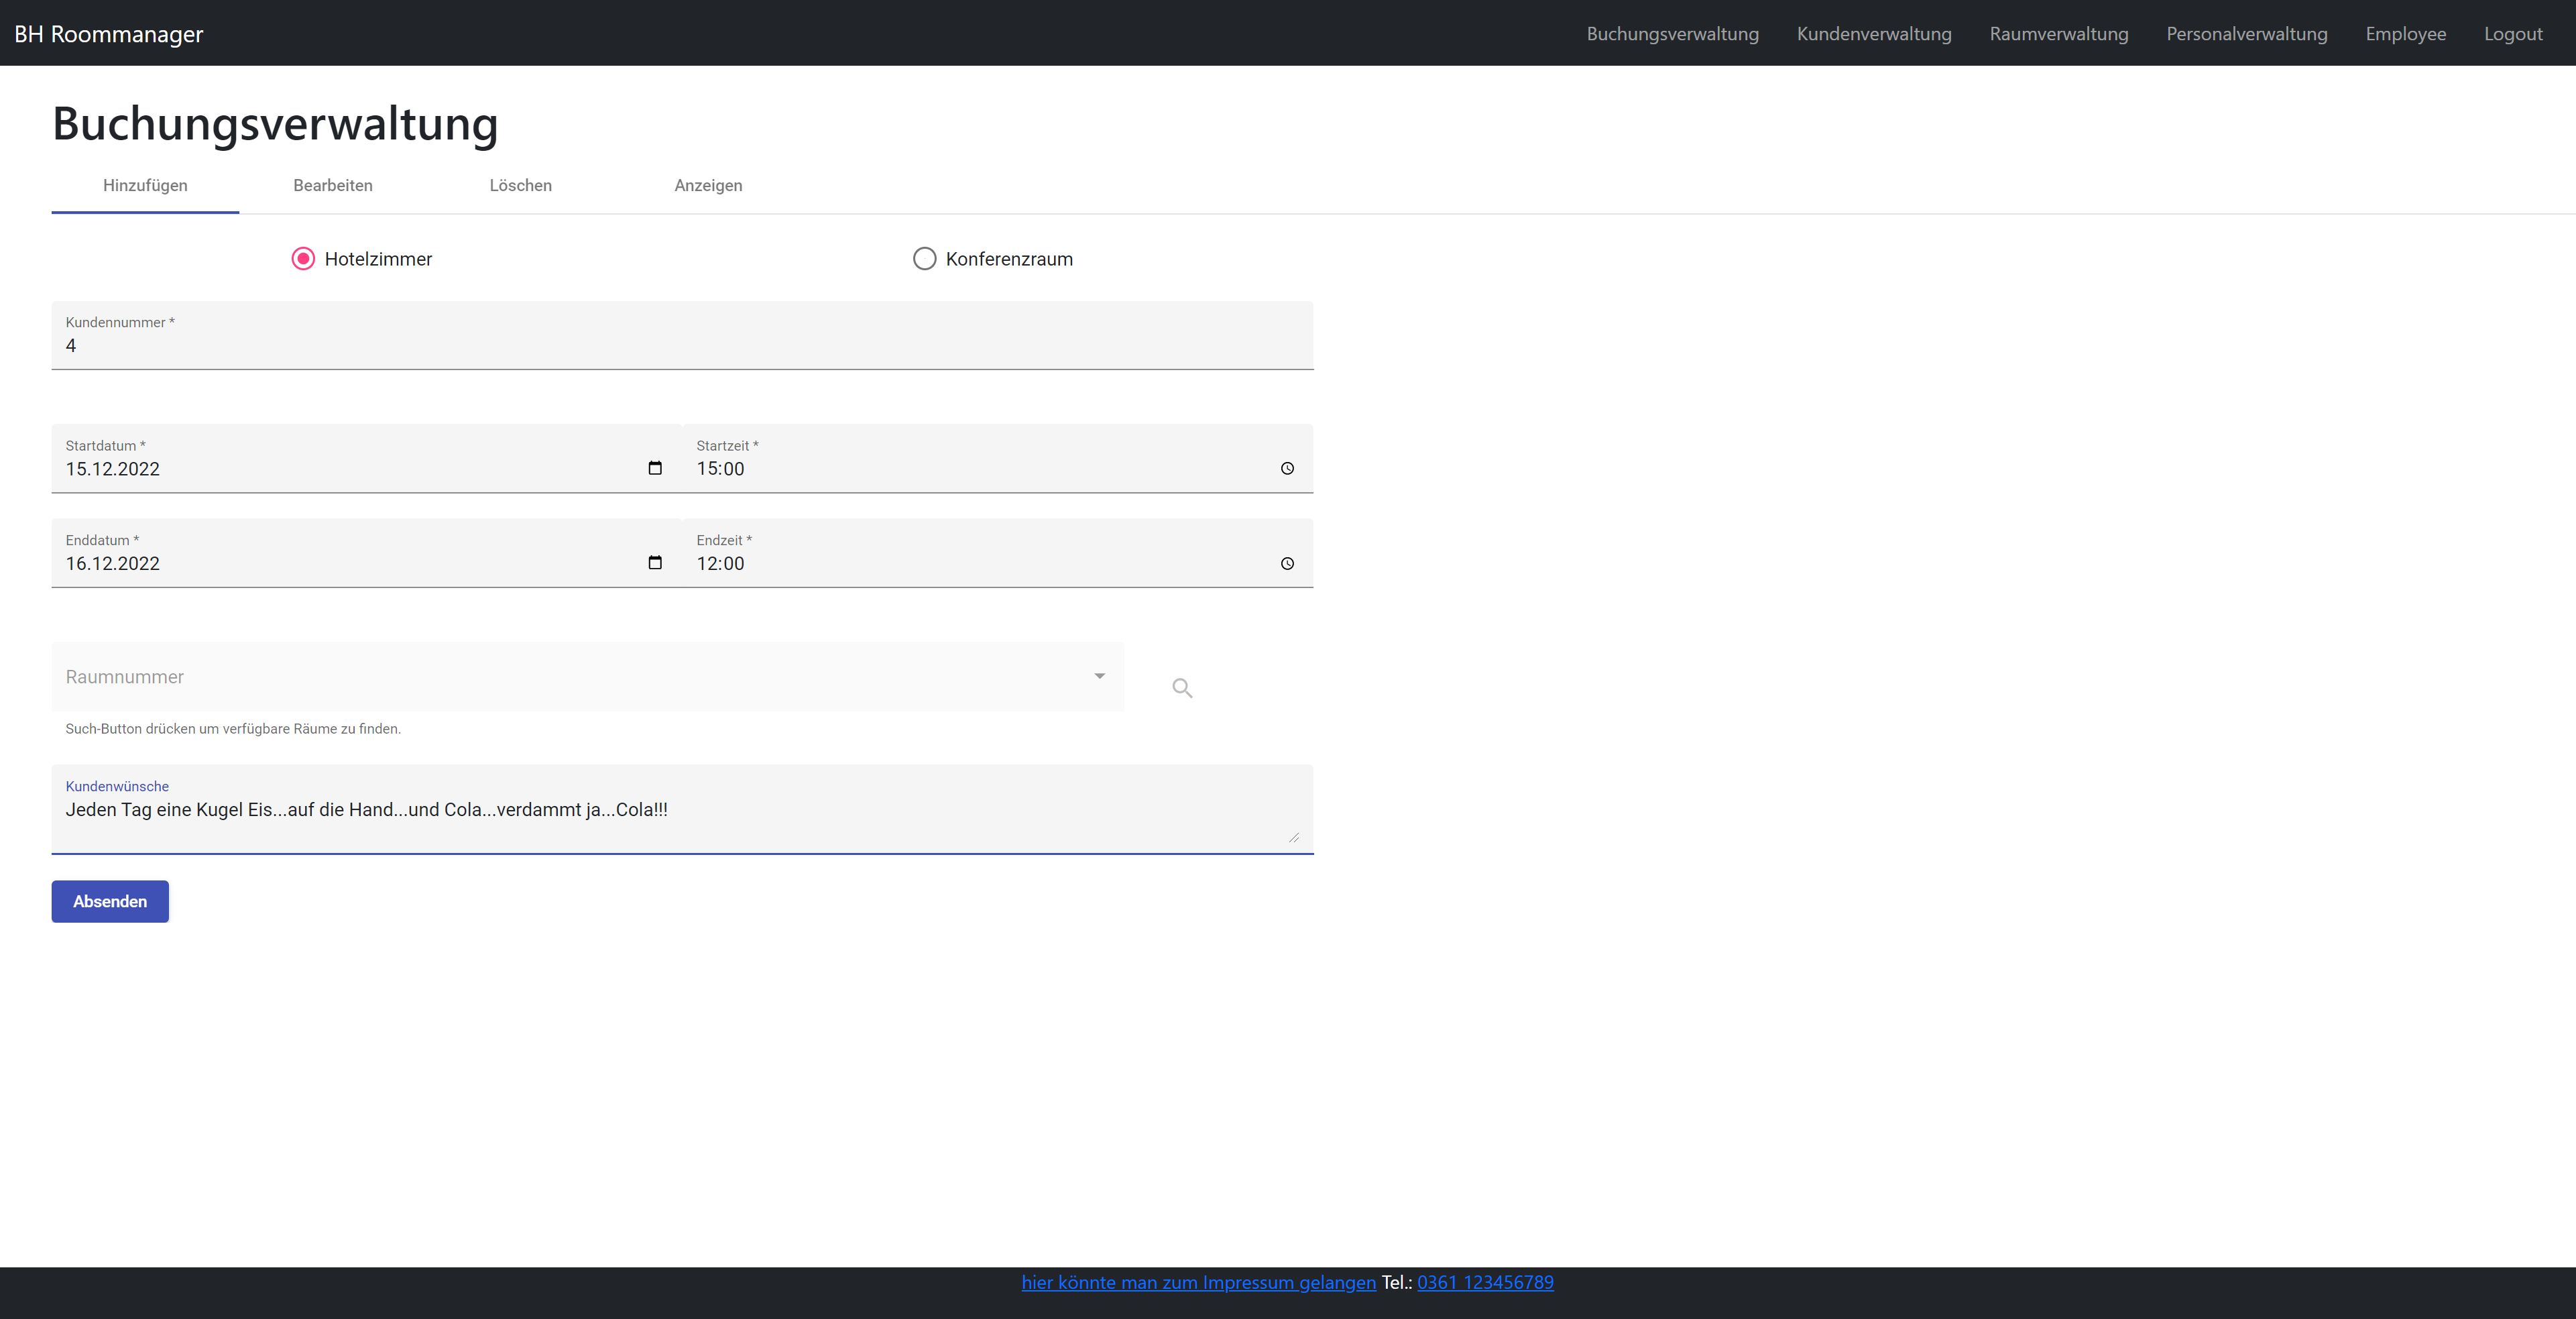 BH Roommanager Buchungsverwaltung Kundenverwaltung Raumverwaltung Personalverwaltung Employee Logout
Buchungsverwaltung
Hinzufügen Bearbeiten Löschen Anzeigen
Hotelzimmer Konferenzraum
Kundennummer *
4
Startdatum * Startzeit *
15.12.2022 15:00
Enddatum * Endzeit *
16.12.2022 12:00
Raumnummer
Such-Button drücken um verfügbare Räume zu finden.
Kundenwünsche
Jeden Tag eine Kugel Eis...auf die Hand...und Cola...verdammt ja...Cola!!!
Absenden
hier könnte man zum Impressum gelangen Tel.: 0361 123456789